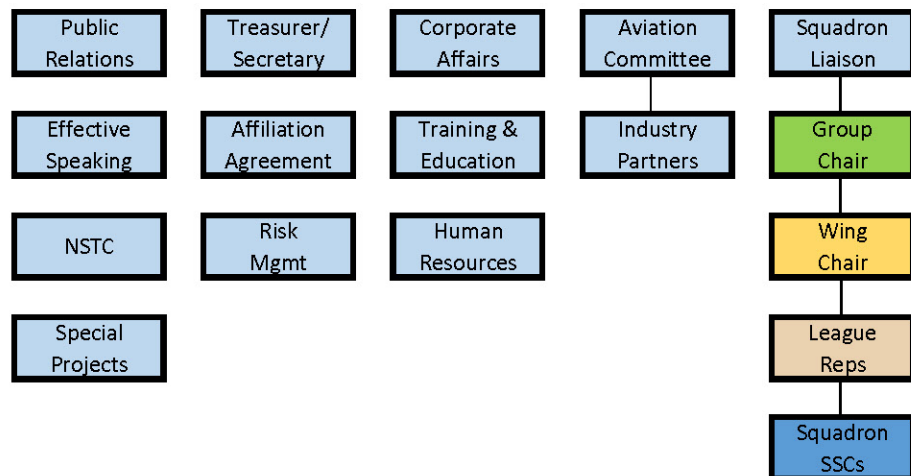 Public
Relations
Treasurer/
Secretary
Corporate
Affairs
Aviation
Committee
Squadron
Liaison
Effective
Speaking
Affiliation
Agreement
Training &
Education
Industry
Partners
Group
Chair
NSTC
Risk
Mgmt
Human
Resources
Wing
Chair
Special
Projects
League
Reps
Squadron
SSCs